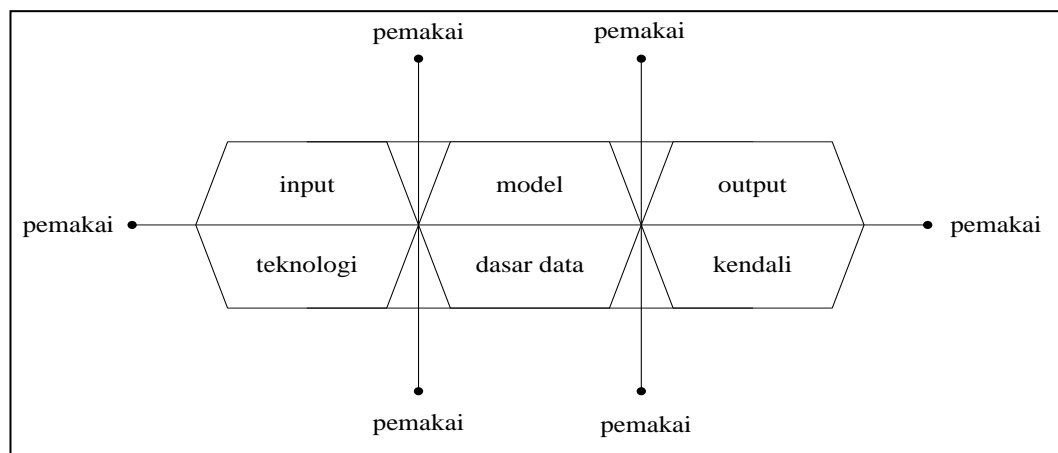 pemakai
pemakai
input
model
output
pemakai
pemakai
teknologi
dasar data
kendali
pemakai
pemakai